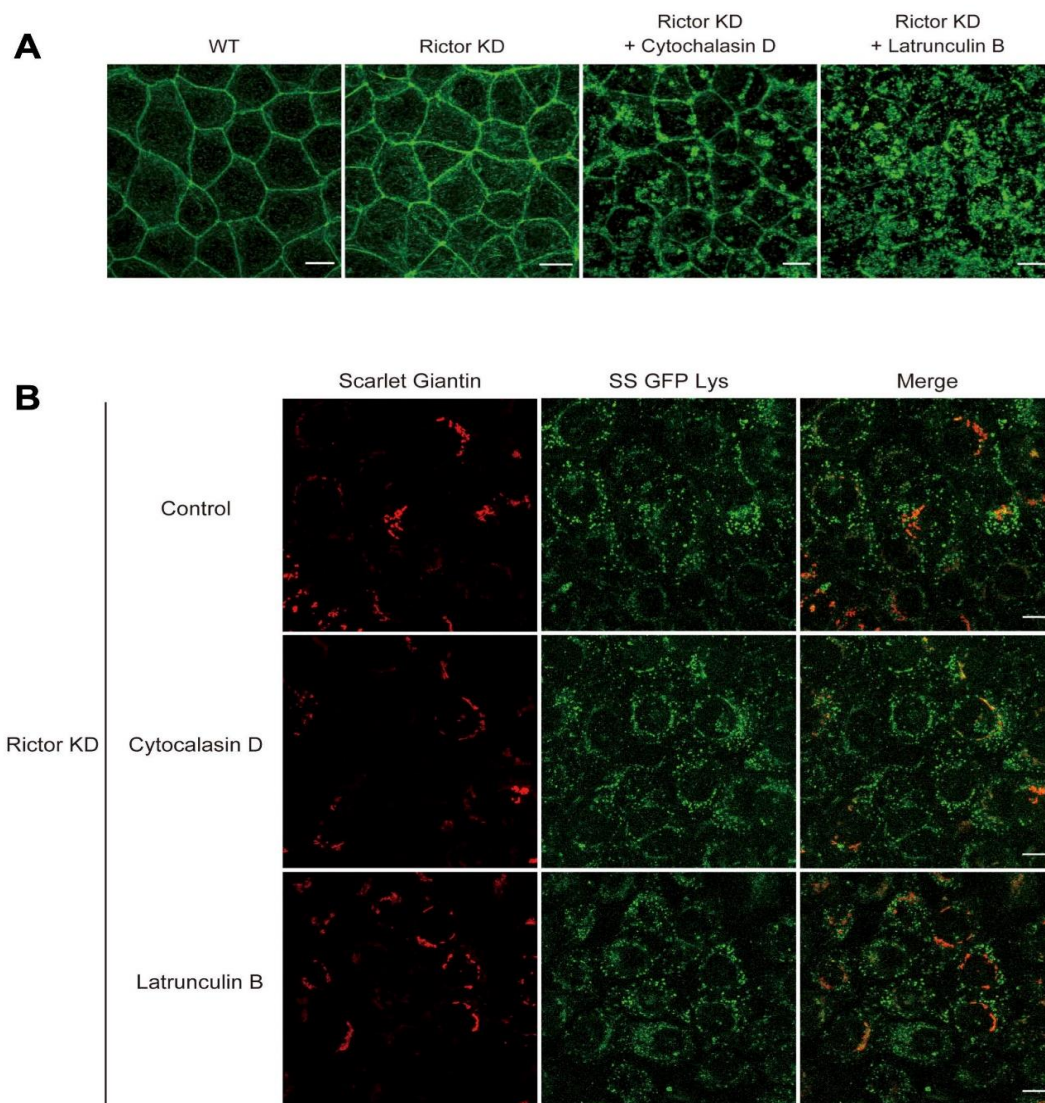 A
WT
Rictor KD
Rictor KD
+ Cytochalasin D
Rictor KD
+ Latrunculin B
B
Scarlet Giantin
SS GFP Lys
Merge
Rictor KD
Control
Cytocalasin D
Latrunculin B